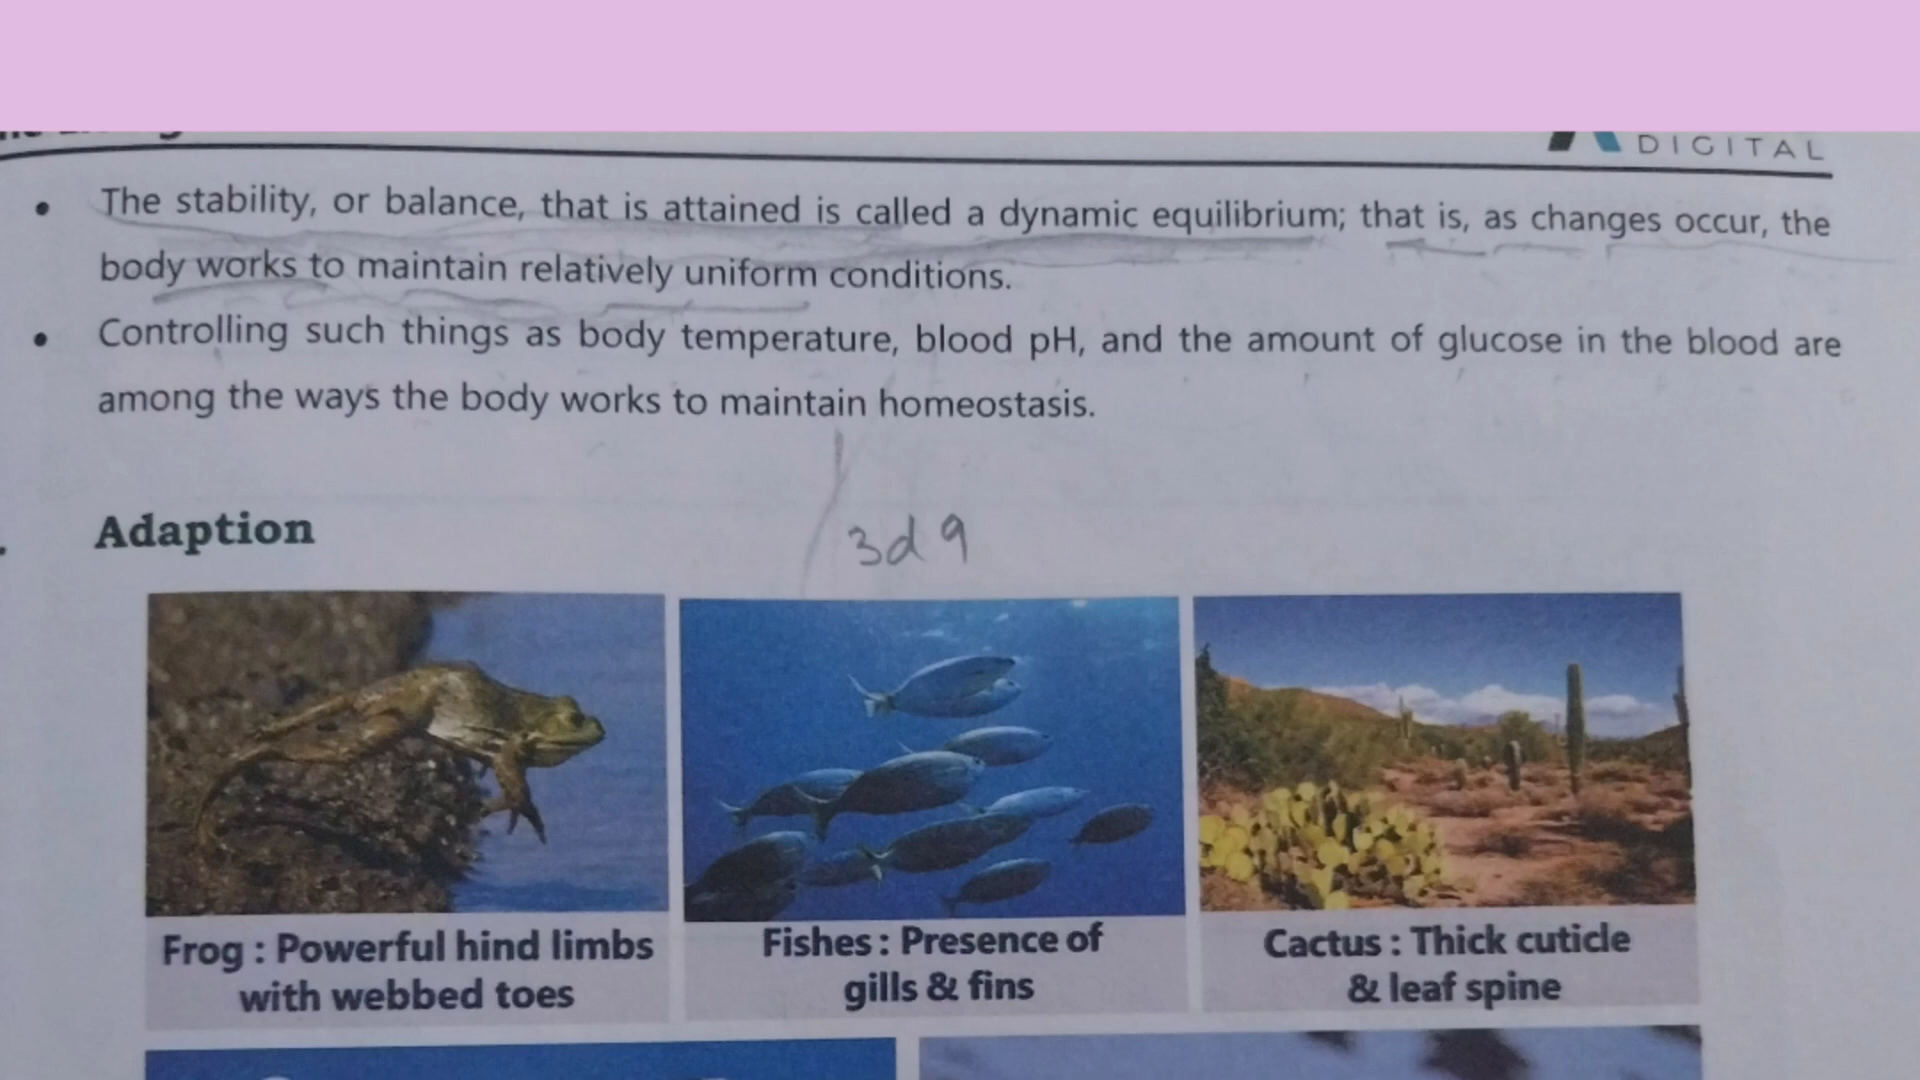 DIGITAL
• The stability, or balance, that is attained is called a dynamic equilibrium; that is, as changes occur, the
body works to maintain relatively uniform conditions.
• Controlling such things as body temperature, blood pH, and the amount of glucose in the blood are
among the ways the body works to maintain homeostasis.
Adaption
3d9
Frog : Powerful hind limbs
with webbed toes
Fishes : Presence of
gills & fins
Cactus : Thick cuticle
& leaf spine